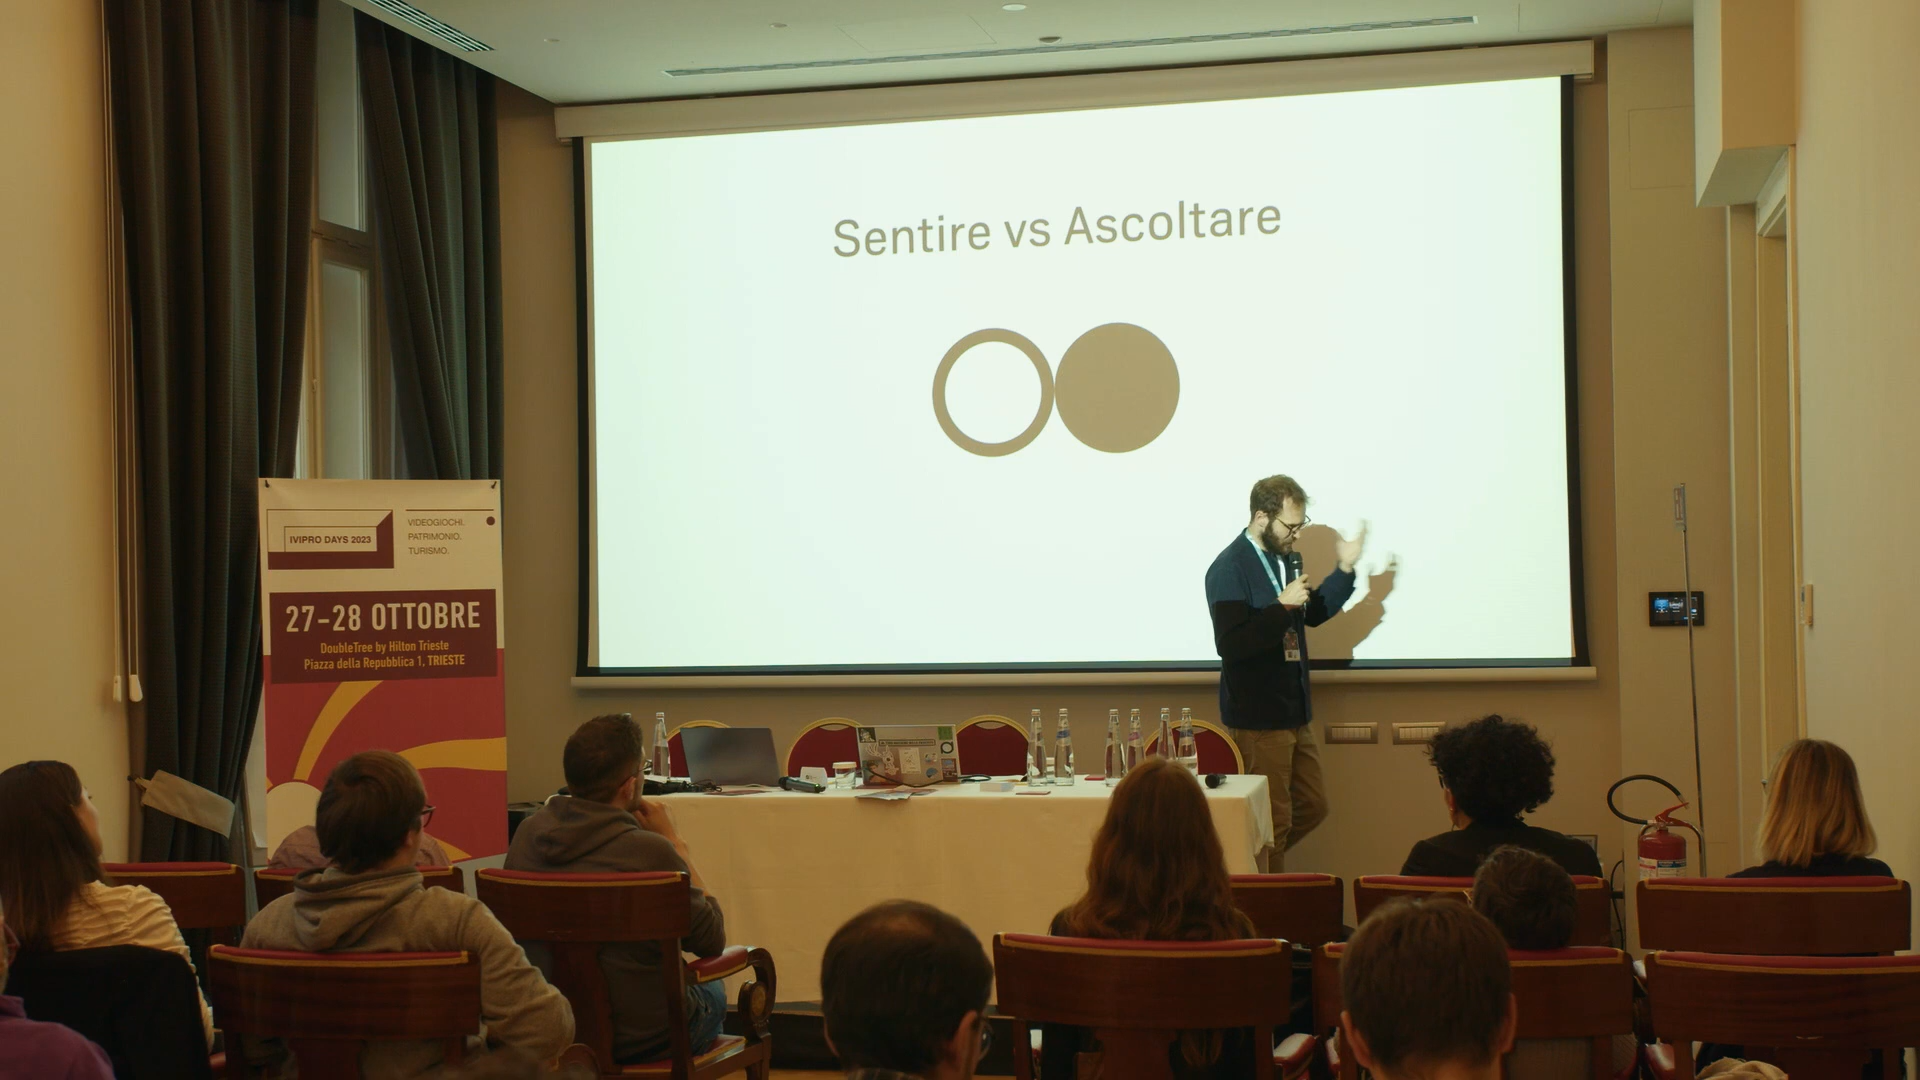 Sentire vs Ascoltare
IVIPRO DAYS 2023
VIDEOGIOCHI.
PATRIMONIO.
TURISMO.
27-28 OTTOBRE
DoubleTree by Hilton Trieste
Piazza della Repubblica 1, TRIESTE